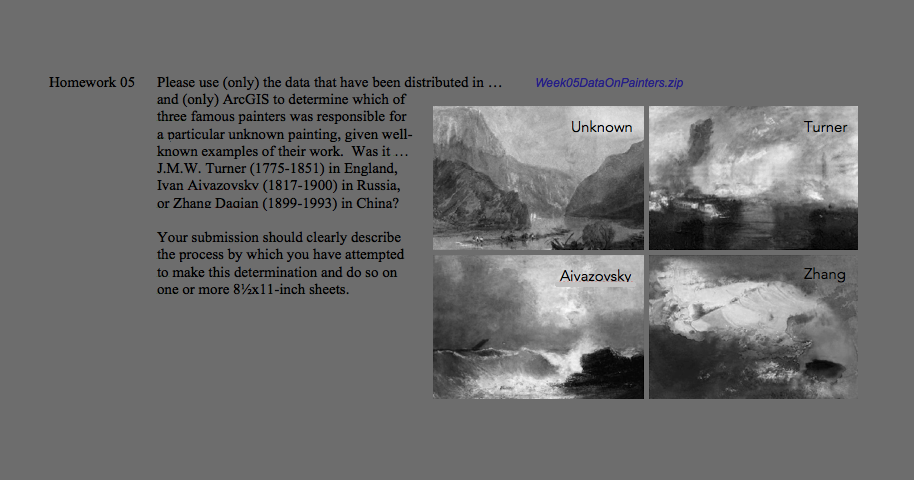 Homework 05 Please use (only) the data that have been distributed in … Week05DataOnPainters.zip
and (only) ArcGIS to determine which of
three famous painters was responsible for
a particular unknown painting, given well-
known examples of their work. Was it …
J.M.W. Turner (1775-1851) in England,
Ivan Aivazovsky (1817-1900) in Russia,
or Zhang Daqian (1899-1993) in China?
Your submission should clearly describe
the process by which you have attempted
to make this determination and do so on
one or more 8½x11-inch sheets.
Unknown
Turner
Aivazovsky
Zhang